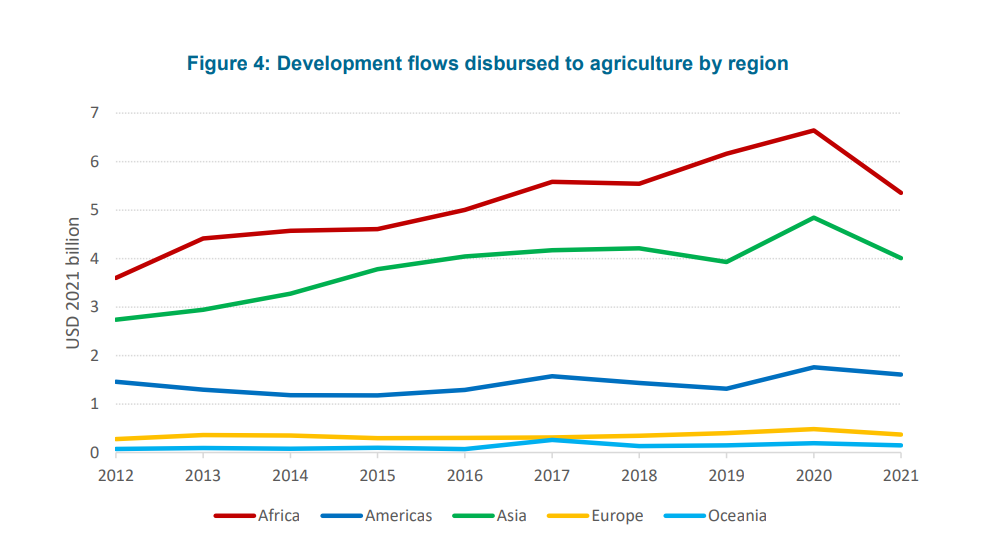 Figure 4: Development flows disbursed to agriculture by region
USD 2021 billion
7
6
5
4
3
2
1
0
2012 2013 2014 2015 2016 2017 2018 2019 2020 2021
Africa Americas Asia Europe Oceania